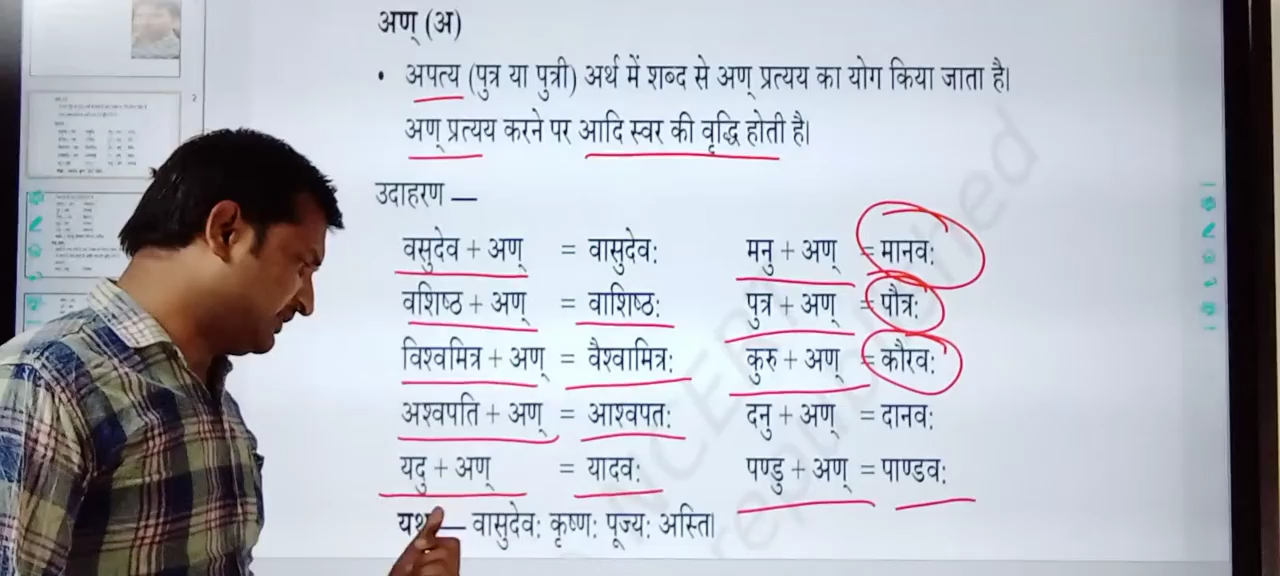 अण् (अ)
• अपत्य (पुत्र या पुत्री) अर्थ में शब्द से अण् प्रत्यय का योग किया जाता है।
अण् प्रत्यय करने पर आदि स्वर की वृद्धि होती है।
उदाहरण —
वसुदेव + अण् = वासुदेव: मनु + अण् = मानव:
वशिष्ठ + अण् = वाशिष्ठ: पुत्र + अण् = पौत्र:
विश्वमित्र + अण् = वैश्वामित्र: कुरु + अण् = कौरव:
अश्वपति + अण् = आश्वपत: दनु + अण् = दानव:
यदु + अण् = यादव: पण्डु + अण् = पाण्डव:
— वासुदेव: कृष्ण: पूज्य: अस्ति।
2